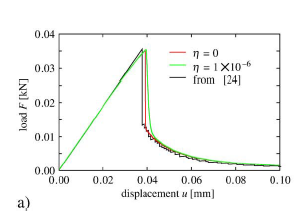 0.04
0.03
0.02
0.01
0.00
load F [kN]
η = 0
η = 1×10⁻⁶
from [24]
0.00 0.02 0.04 0.06 0.08 0.10
displacement u [mm]
a)